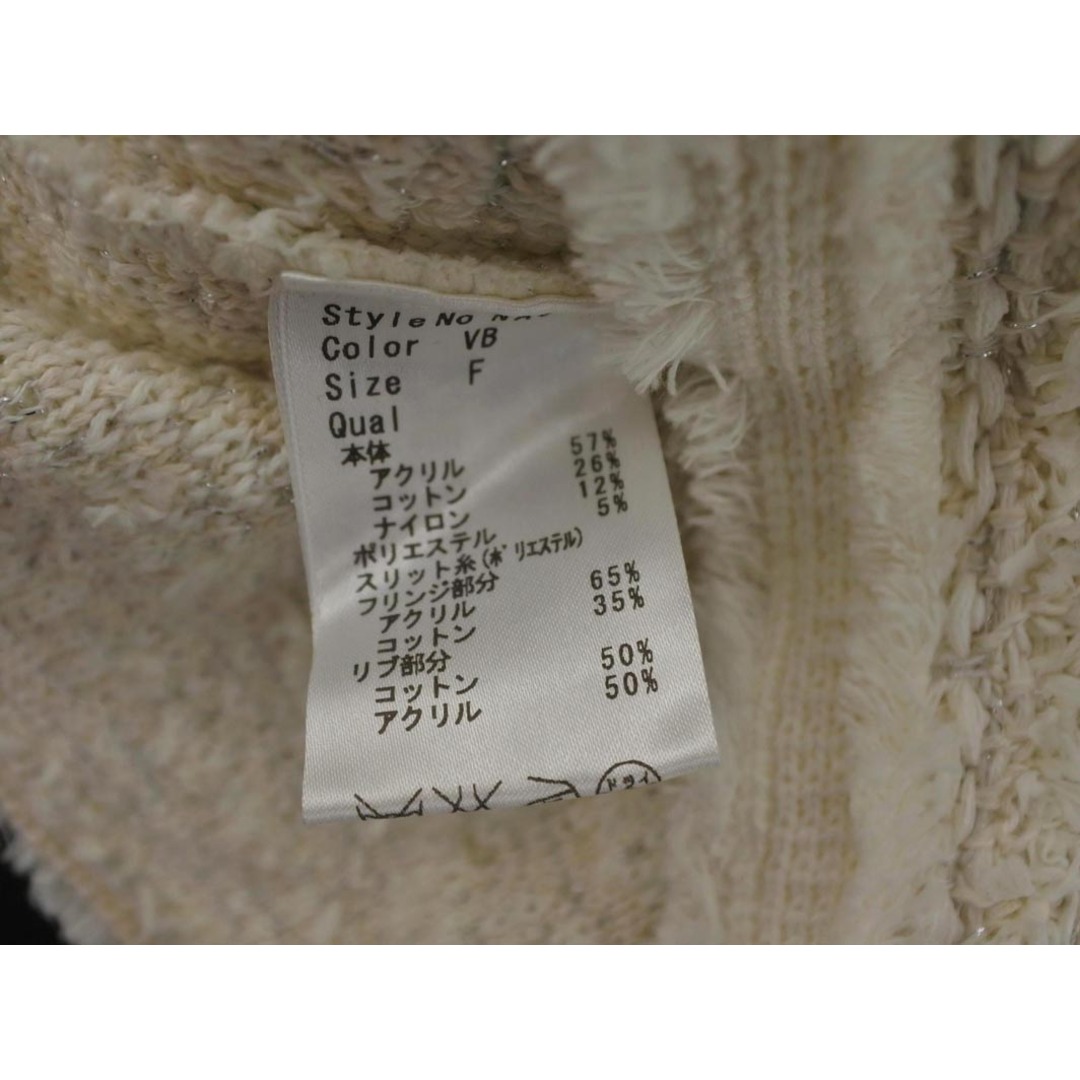 Style No
Color VB
Size F
Qual
本体
アクリル 57%
コットン 26%
ナイロン 12%
ポリエステル 5%
スリット糸(ポリエステル)
フリンジ部分
アクリル 65%
コットン 35%
リブ部分
コットン 50%
アクリル 50%
ドライ